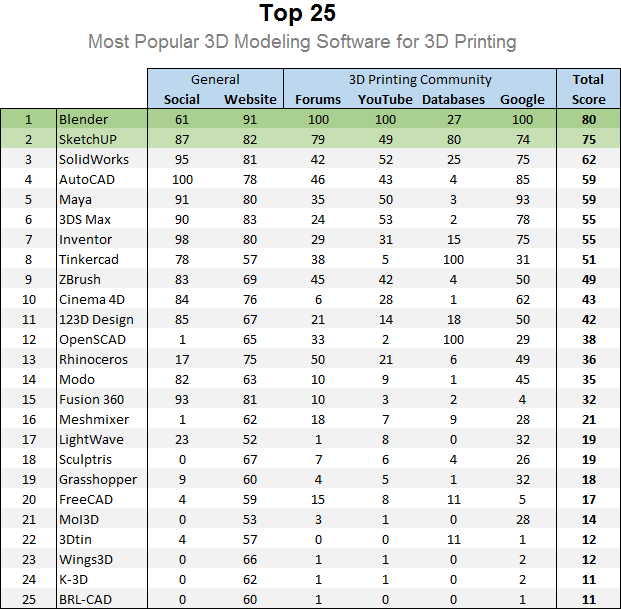 Top 25
Most Popular 3D Modeling Software for 3D Printing
General 3D Printing Community Total
Social Website Forums YouTube Databases Google Score
1 Blender 61 91 100 100 27 100 80
2 SketchUP 87 82 79 49 80 74 75
3 SolidWorks 95 81 42 52 25 75 62
4 AutoCAD 100 78 46 43 4 85 59
5 Maya 91 80 35 50 3 93 59
6 3DS Max 90 83 24 53 2 78 55
7 Inventor 98 80 29 31 15 75 55
8 Tinkercad 78 57 38 5 100 31 51
9 ZBrush 83 69 45 42 4 50 49
10 Cinema 4D 84 76 6 28 1 62 43
11 123D Design 85 67 21 14 18 50 42
12 OpenSCAD 1 65 33 2 100 29 38
13 Rhinoceros 17 75 50 21 6 49 36
14 Modo 82 63 10 9 1 45 35
15 Fusion 360 93 81 10 3 2 4 32
16 Meshmixer 1 62 18 7 9 28 21
17 LightWave 23 52 1 8 0 32 19
18 Sculptris 0 67 7 6 4 26 19
19 Grasshopper 9 60 4 5 1 32 18
20 FreeCAD 4 59 15 8 11 5 17
21 MoI3D 0 53 3 1 0 28 14
22 3Dtin 4 57 0 0 11 1 12
23 Wings3D 0 66 1 1 0 2 12
24 K-3D 0 62 1 1 0 2 11
25 BRL-CAD 0 60 1 0 0 1 11